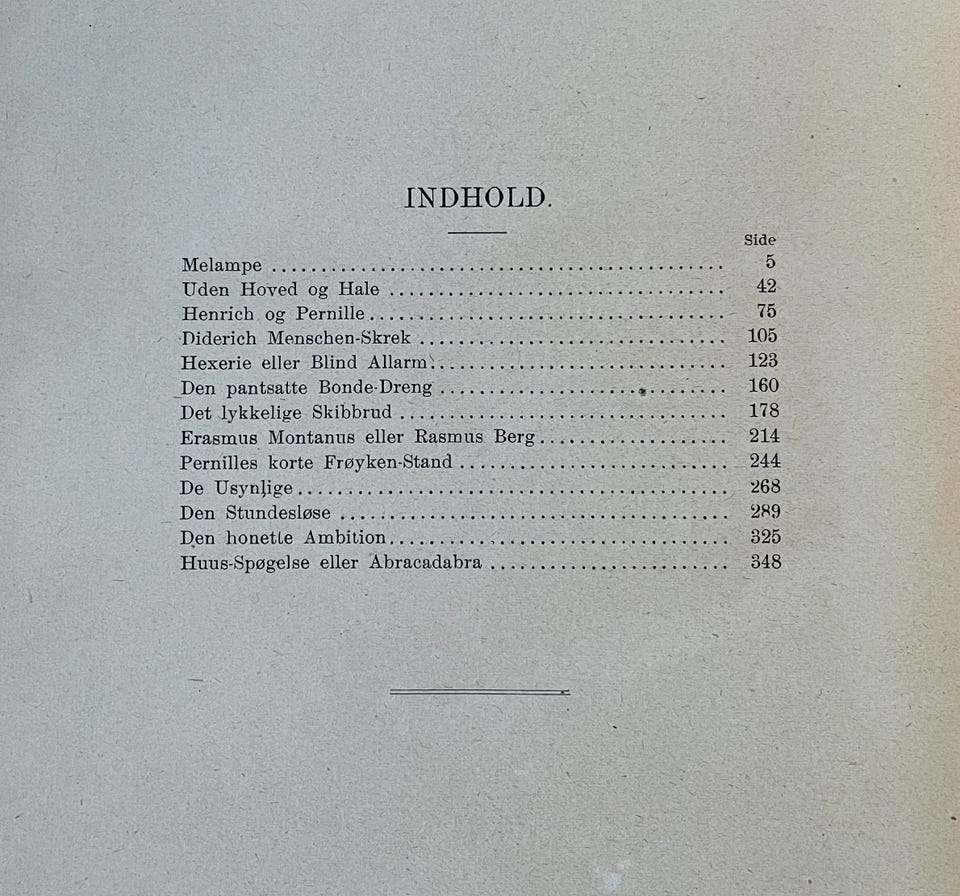 INDHOLD.
Side
Melampe ........................................... 5
Uden Hoved og Hale ................................ 42
Henrich og Pernille................................ 75
Diderich Menschen-Skrek ........................... 105
Hexerie eller Blind Allarm......................... 123
Den pantsatte Bonde-Dreng ......................... 160
Det lykkelige Skibbrud ............................ 178
Erasmus Montanus eller Rasmus Berg................. 214
Pernilles korte Frøyken-Stand ..................... 244
De Usynlige........................................ 268
Den Stundesløse ................................... 289
Den honette Ambition............................... 325
Huus-Spøgelse eller Abracadabra ................... 348